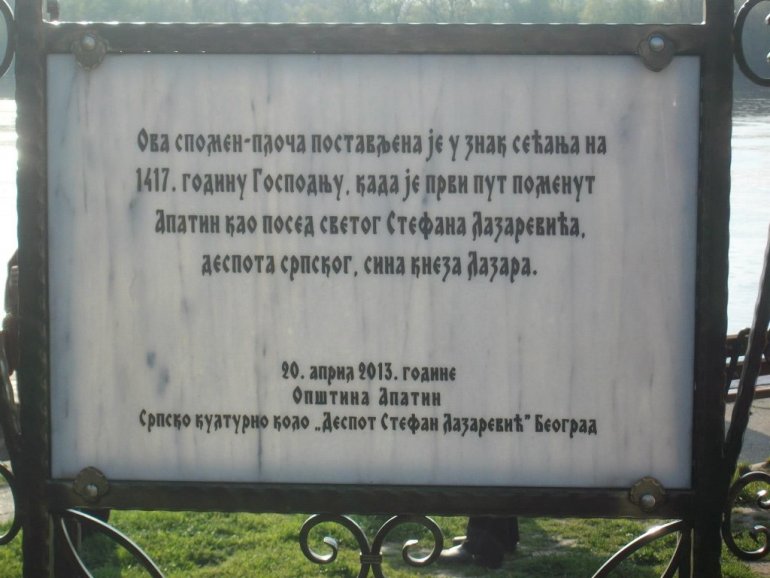 Ова спомен-плоча постављена је у знак сећања на
1417. годину Господњу, када је први пут поменут
Апатин као посед светог Стефана Лазаревића,
деспота српског, сина кнеза Лазара.
20. април 2013. године
Општина Апатин
Српско културно коло „Деспот Стефан Лазаревић" Београд